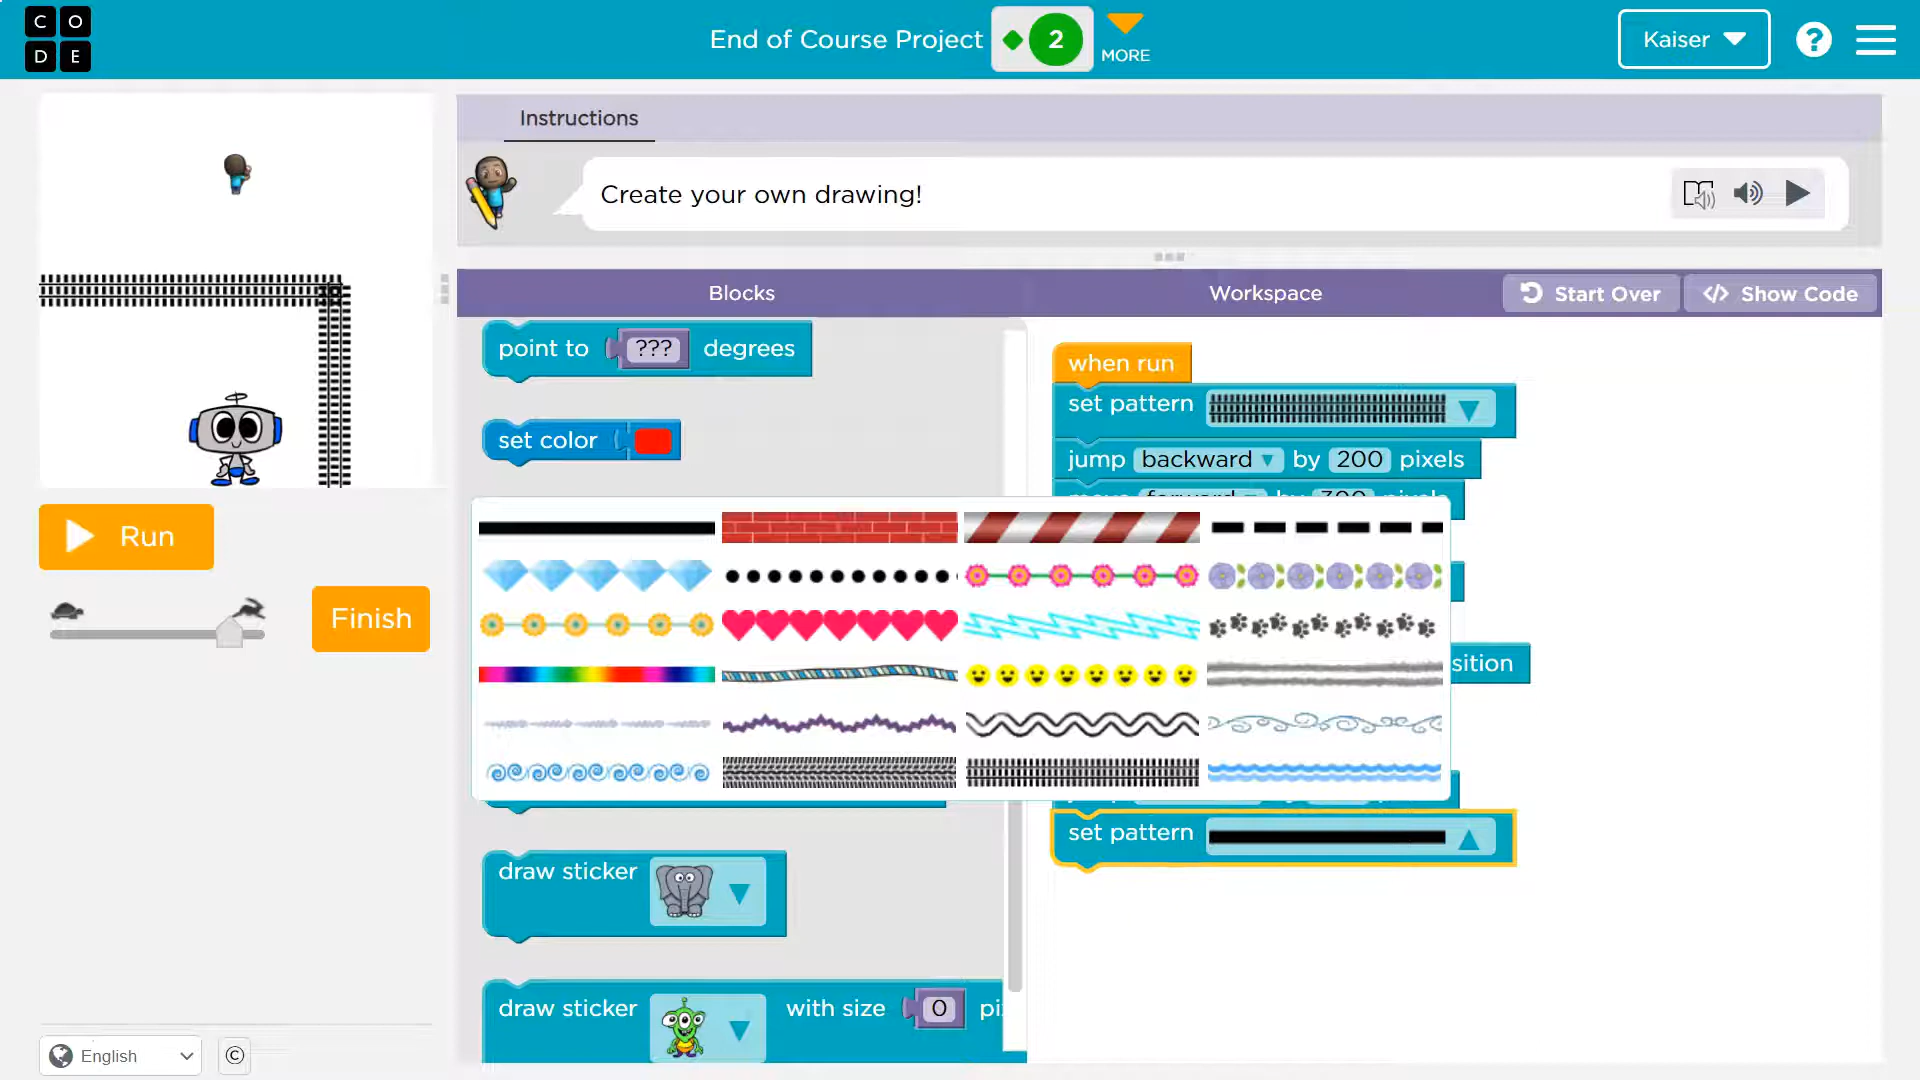 C O
D E
End of Course Project
2
MORE
Kaiser
?
Instructions
Create your own drawing!
Blocks
Workspace
Start Over
</> Show Code
point to ??? degrees
set color
when run
set pattern
jump backward by 200 pixels
sition
set pattern
Run
Finish
draw sticker
draw sticker with size 0 pi
English
©